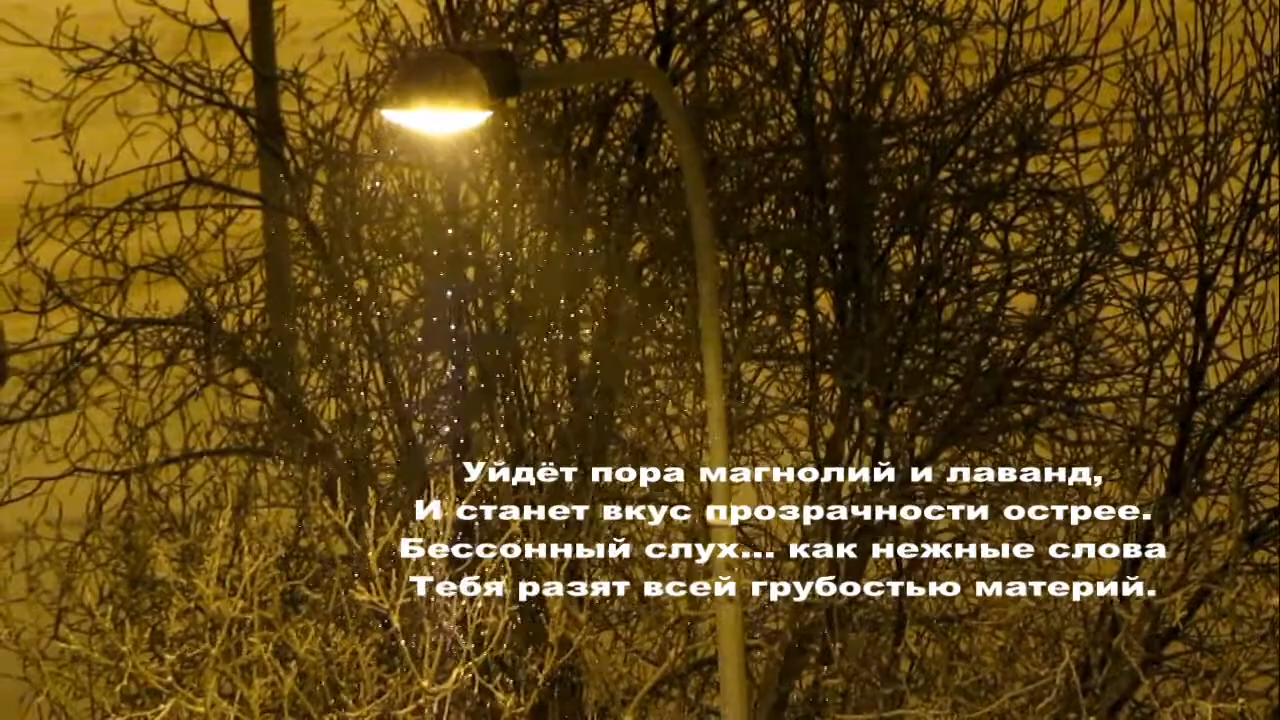 Уйдёт пора магнолий и лаванд,
И станет вкус прозрачности острее.
Бессонный слух... как нежные слова
Тебя разят всей грубостью материй.